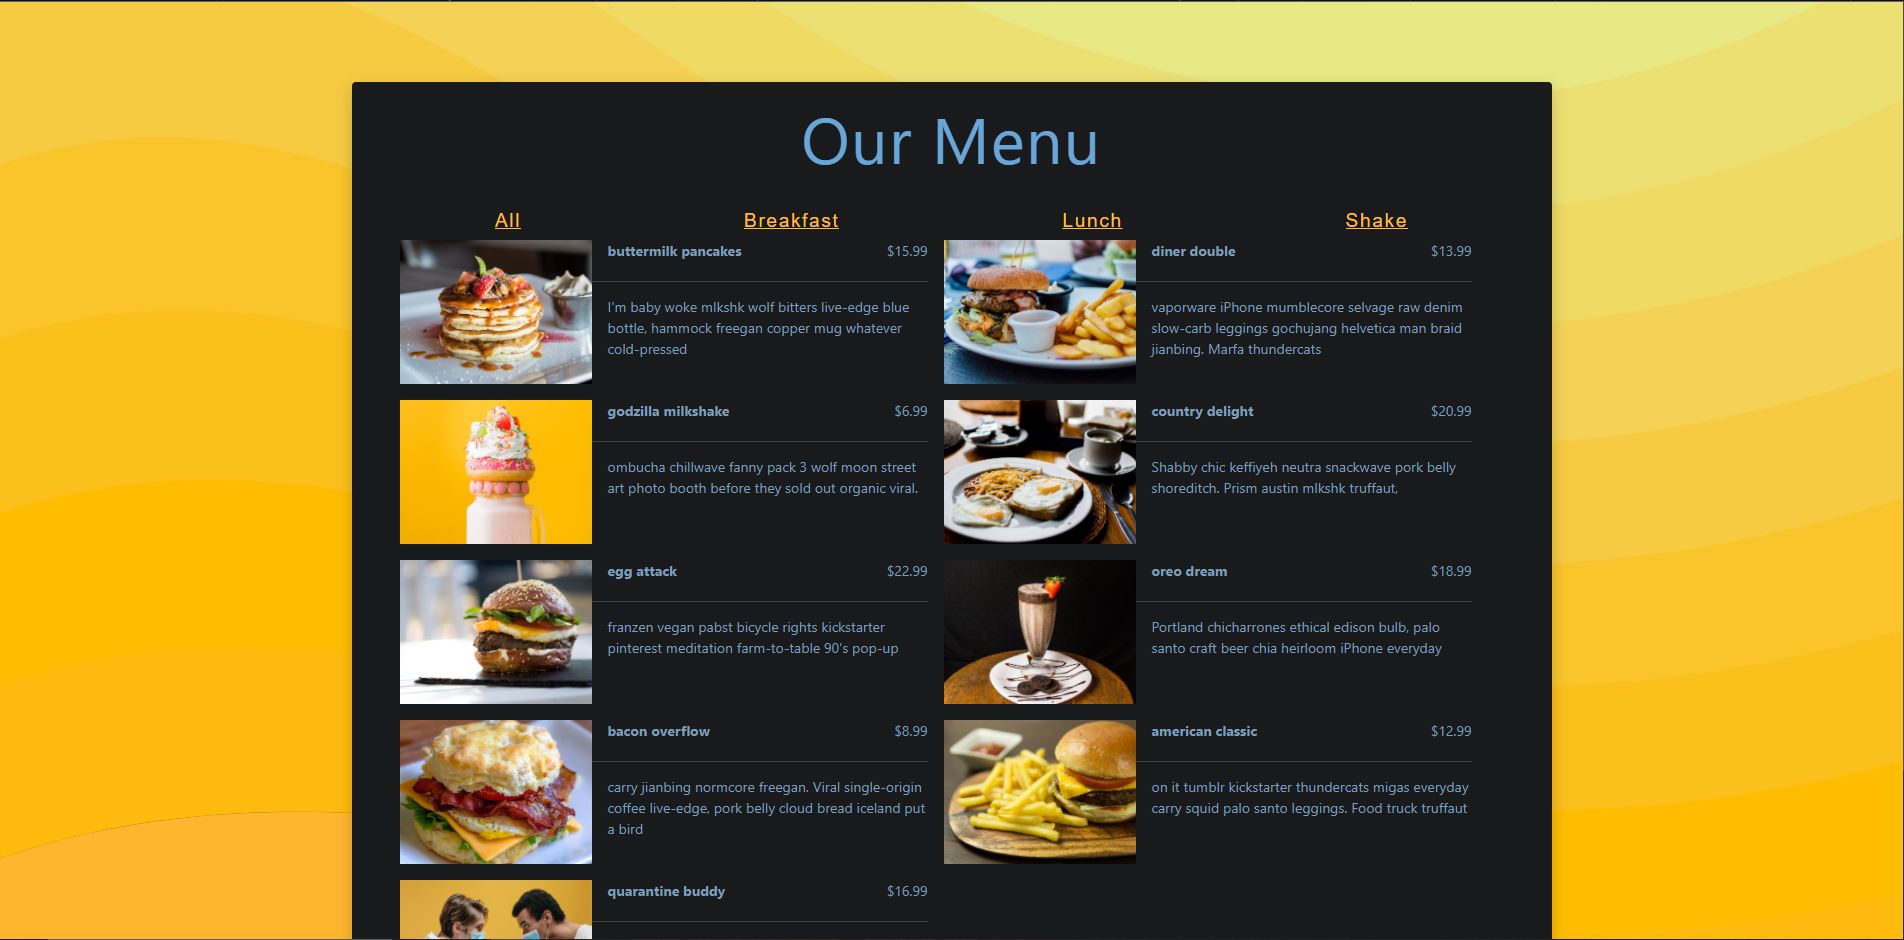 Our Menu
All
Breakfast
Lunch
Shake
buttermilk pancakes
$15.99
I'm baby woke mlkshk wolf bitters live-edge blue
bottle, hammock freegan copper mug whatever
cold-pressed
diner double
$13.99
vaporware iPhone mumblecore selvage raw denim
slow-carb leggings gochujang helvetica man braid
jianbing. Marfa thundercats
godzilla milkshake
$6.99
ombucha chillwave fanny pack 3 wolf moon street
art photo booth before they sold out organic viral.
country delight
$20.99
Shabby chic keffiyeh neutra snackwave pork belly
shoreditch. Prism austin mlkshk truffaut,
egg attack
$22.99
franzen vegan pabst bicycle rights kickstarter
pinterest meditation farm-to-table 90's pop-up
oreo dream
$18.99
Portland chicharrones ethical edison bulb, palo
santo craft beer chia heirloom iPhone everyday
bacon overflow
$8.99
carry jianbing normcore freegan. Viral single-origin
coffee live-edge, pork belly cloud bread iceland put
a bird
american classic
$12.99
on it tumblr kickstarter thundercats migas everyday
carry squid palo santo leggings. Food truck truffaut
quarantine buddy
$16.99